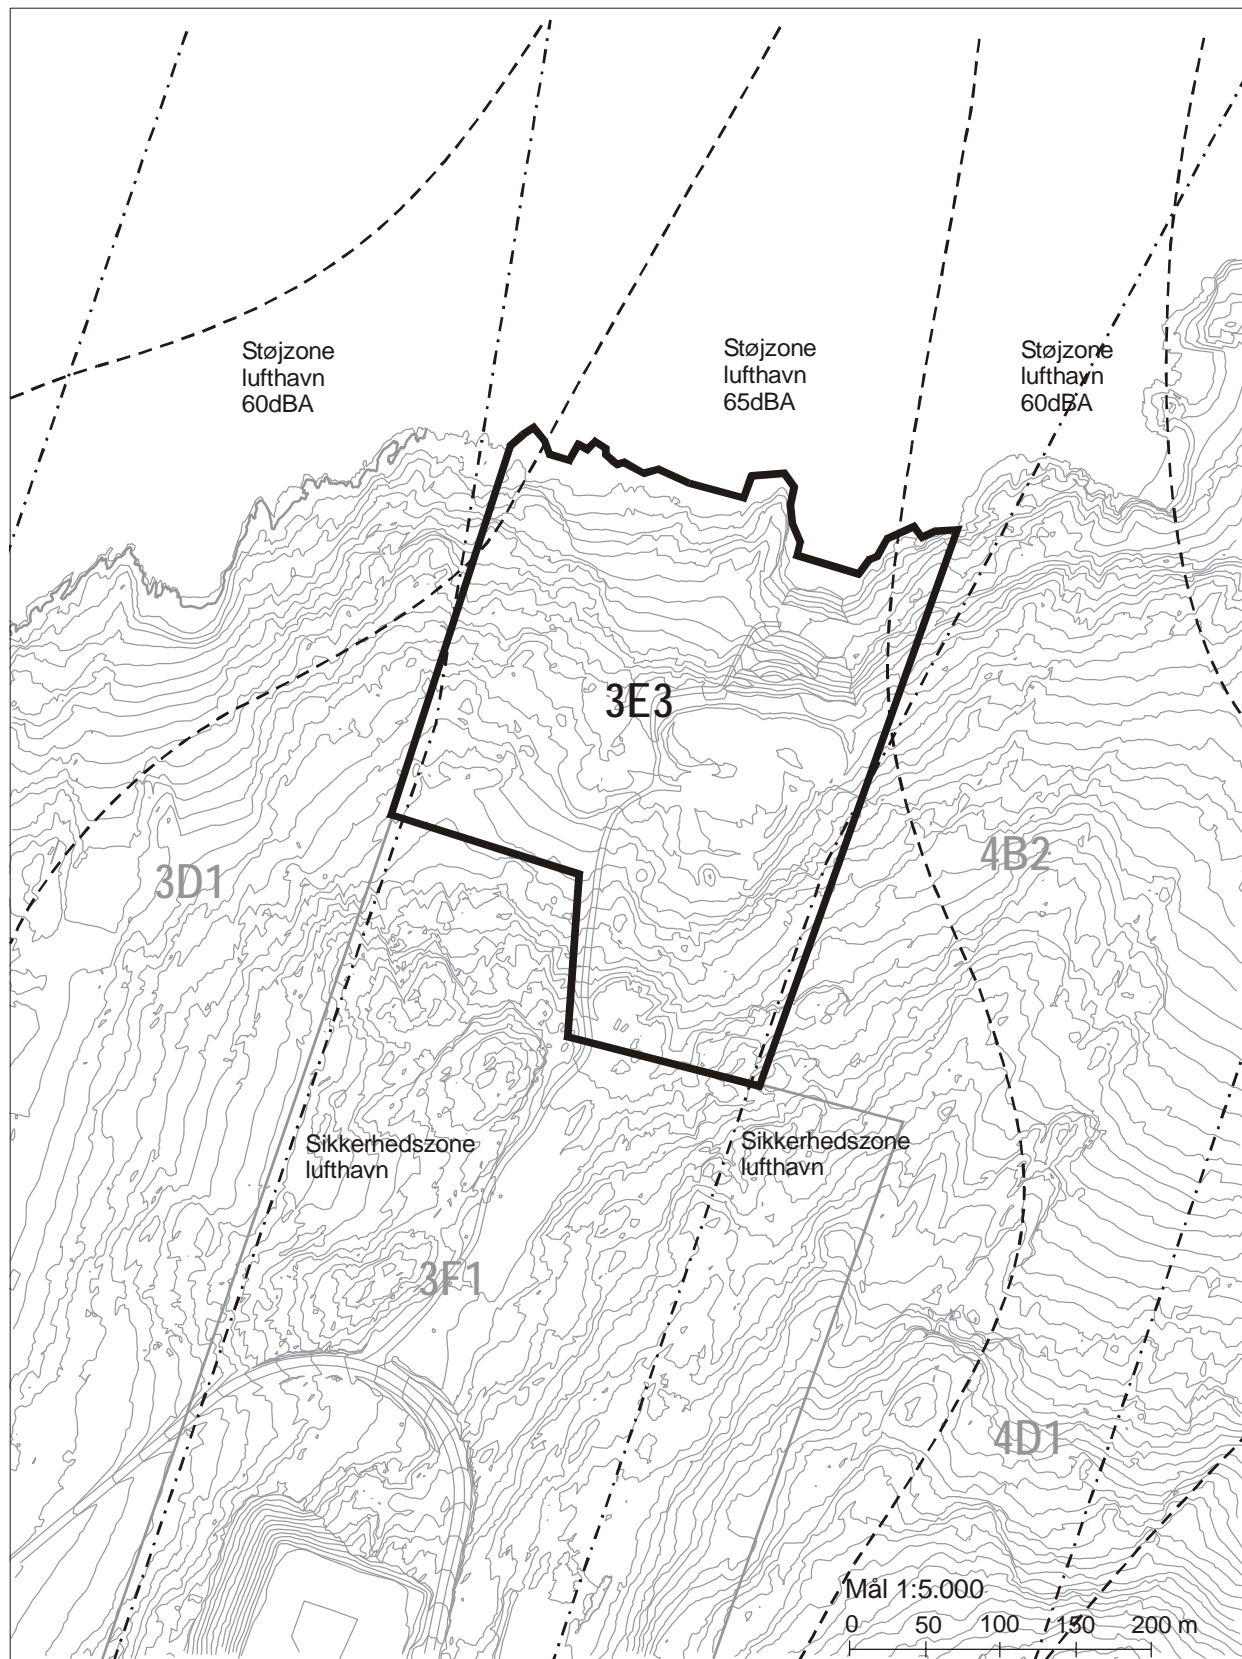 Støjzone
lufthavn
60dBA
Støjzone
lufthavn
65dBA
Støjzone
lufthavn
60dBA
3E3
3D1
4B2
Sikkerhedszone
lufthavn
Sikkerhedszone
lufthavn
3F1
4D1
Mål 1:5.000
0 50 100 150 200 m